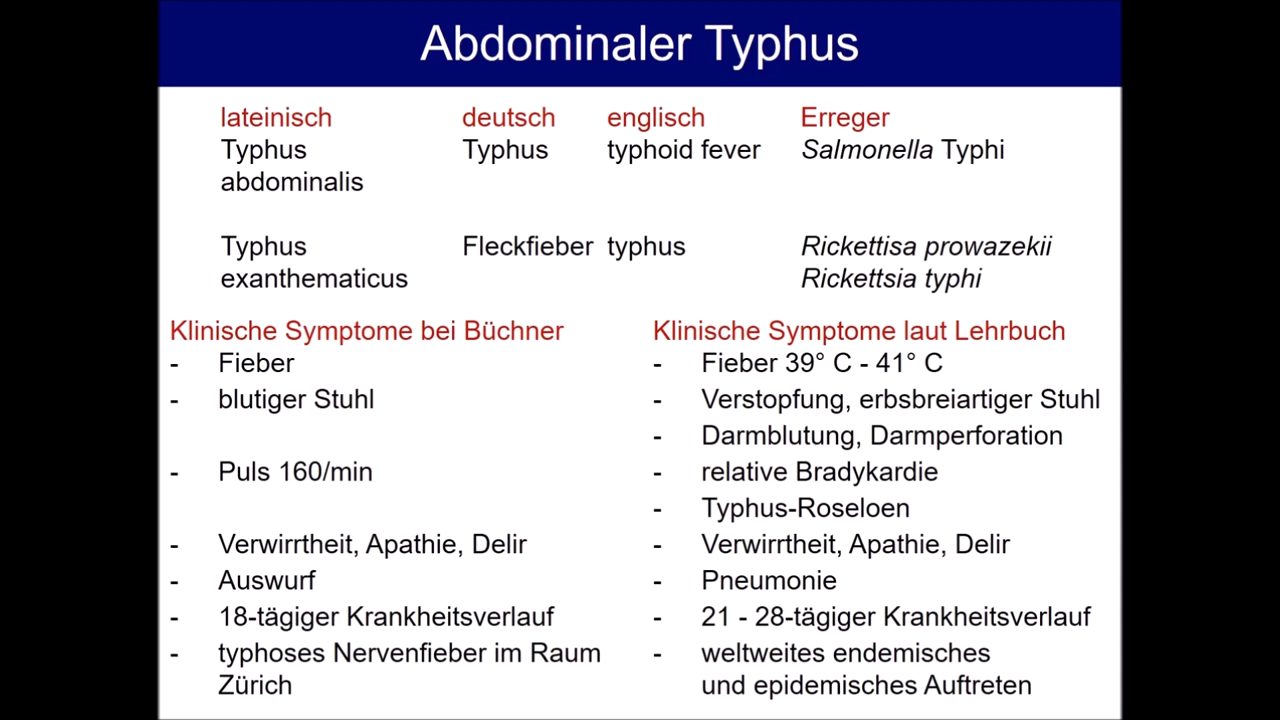 Abdominaler Typhus
lateinisch deutsch englisch Erreger
Typhus Typhus typhoid fever Salmonella Typhi
abdominalis
Typhus Fleckfieber typhus Rickettisa prowazekii
exanthematicus Rickettsia typhi
Klinische Symptome bei Büchner
- Fieber
- blutiger Stuhl
- Puls 160/min
- Verwirrtheit, Apathie, Delir
- Auswurf
- 18-tägiger Krankheitsverlauf
- typhoses Nervenfieber im Raum
Zürich
Klinische Symptome laut Lehrbuch
- Fieber 39° C - 41° C
- Verstopfung, erbsbreiartiger Stuhl
- Darmblutung, Darmperforation
- relative Bradykardie
- Typhus-Roseloen
- Verwirrtheit, Apathie, Delir
- Pneumonie
- 21 - 28-tägiger Krankheitsverlauf
- weltweites endemisches
und epidemisches Auftreten